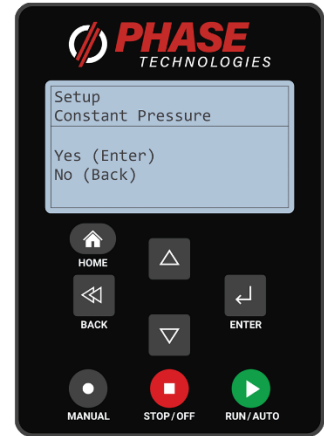 PHASE
TECHNOLOGIES
Setup
Constant Pressure
Yes (Enter)
No (Back)
HOME
BACK
ENTER
MANUAL
STOP/OFF
RUN/AUTO